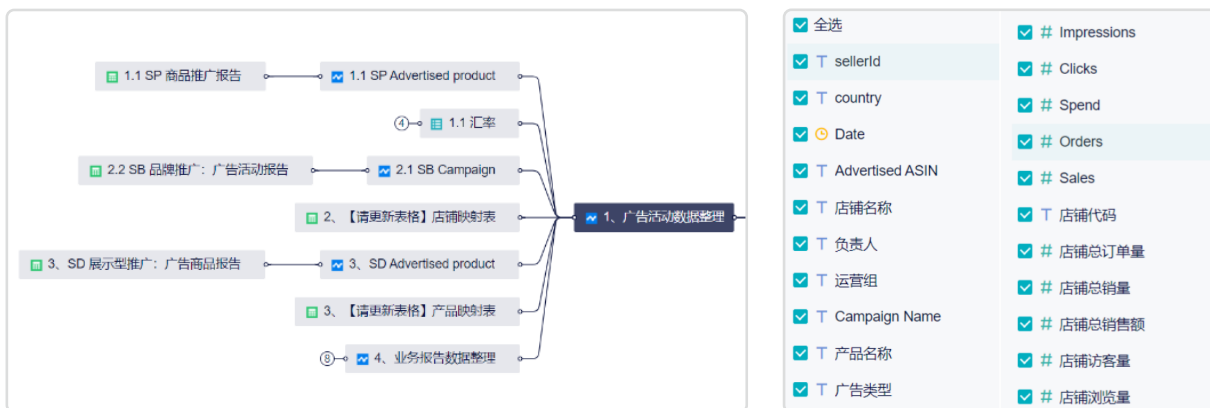 1.1 SP 商品推广报告
1.1 SP Advertised product
④
1.1 汇率
2.2 SB 品牌推广：广告活动报告
2.1 SB Campaign
2、【请更新表格】店铺映射表
1、广告活动数据整理
3、SD 展示型推广：广告商品报告
3、SD Advertised product
3、【请更新表格】产品映射表
⑧
4、业务报告数据整理
全选
T sellerId
T country
Date
T Advertised ASIN
T 店铺名称
T 负责人
T 运营组
T Campaign Name
T 产品名称
T 广告类型
# Impressions
# Clicks
# Spend
# Orders
# Sales
T 店铺代码
# 店铺总订单量
# 店铺总销量
# 店铺总销售额
# 店铺访客量
# 店铺浏览量